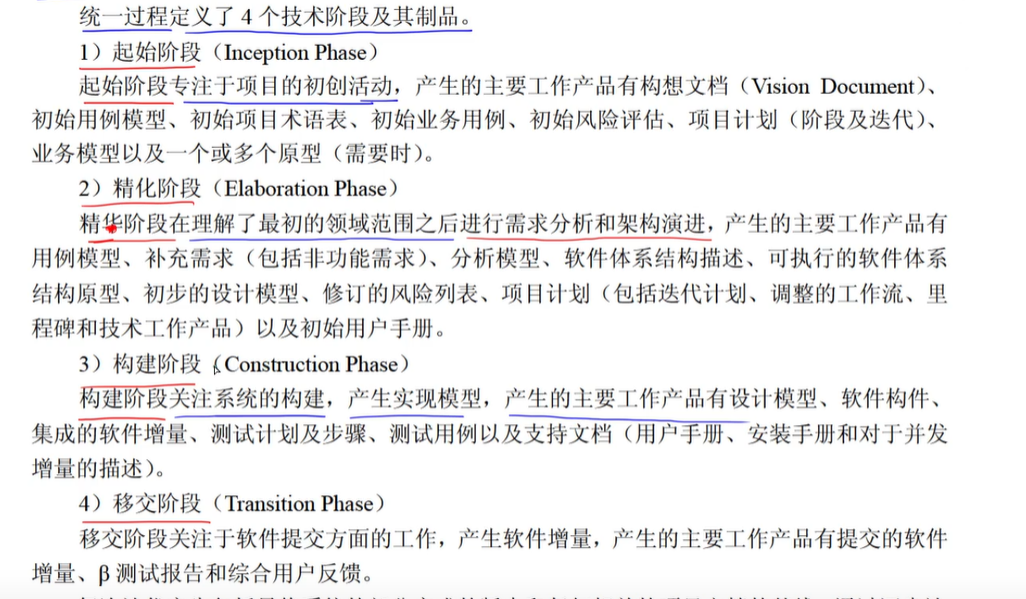 统一过程定义了 4 个技术阶段及其制品。
1）起始阶段（Inception Phase）
起始阶段专注于项目的初创活动，产生的主要工作产品有构想文档（Vision Document）、
初始用例模型、初始项目术语表、初始业务用例、初始风险评估、项目计划（阶段及迭代）、
业务模型以及一个或多个原型（需要时）。
2）精化阶段（Elaboration Phase）
精华阶段在理解了最初的领域范围之后进行需求分析和架构演进，产生的主要工作产品有
用例模型、补充需求（包括非功能需求）、分析模型、软件体系结构描述、可执行的软件体系
结构原型、初步的设计模型、修订的风险列表、项目计划（包括迭代计划、调整的工作流、里
程碑和技术工作产品）以及初始用户手册。
3）构建阶段（Construction Phase）
构建阶段关注系统的构建，产生实现模型，产生的主要工作产品有设计模型、软件构件、
集成的软件增量、测试计划及步骤、测试用例以及支持文档（用户手册、安装手册和对于并发
增量的描述）。
4）移交阶段（Transition Phase）
移交阶段关注于软件提交方面的工作，产生软件增量，产生的主要工作产品有提交的软件
增量、β 测试报告和综合用户反馈。